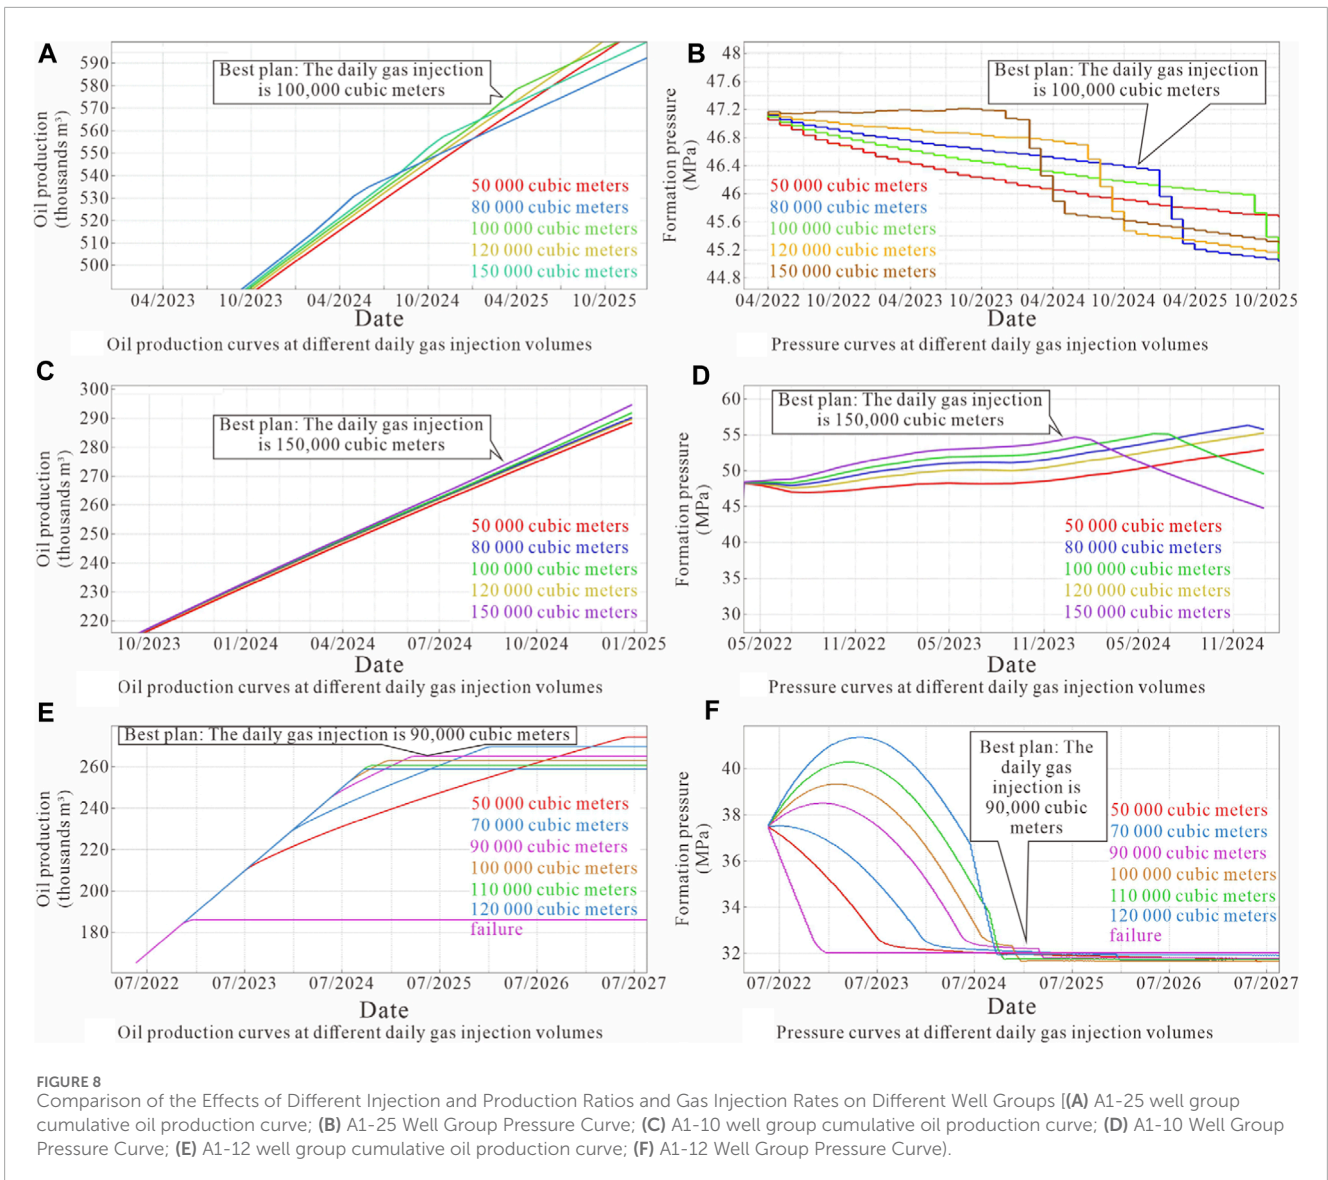 A
Oil production
(thousands m³)
590
580
570
560
550
540
530
520
510
500
Best plan: The daily gas injection
is 100,000 cubic meters
50 000 cubic meters
80 000 cubic meters
100 000 cubic meters
120 000 cubic meters
150 000 cubic meters
04/2023 10/2023 04/2024 10/2024 04/2025 10/2025
Date
Oil production curves at different daily gas injection volumes
B
Formation pressure
(MPa)
48
47.6
47.2
46.8
46.4
46
45.6
45.2
44.8
Best plan: The daily gas injection
is 100,000 cubic meters
50 000 cubic meters
80 000 cubic meters
100 000 cubic meters
120 000 cubic meters
150 000 cubic meters
04/2022 10/2022 04/2023 10/2023 04/2024 10/2024 04/2025 10/2025
Date
Pressure curves at different daily gas injection volumes
C
Oil production
(thousands m³)
300
290
280
270
260
250
240
230
220
Best plan: The daily gas injection
is 150,000 cubic meters
50 000 cubic meters
80 000 cubic meters
100 000 cubic meters
120 000 cubic meters
150 000 cubic meters
10/2023 01/2024 04/2024 07/2024 10/2024 01/2025
Date
Oil production curves at different daily gas injection volumes
D
Formation pressure
(MPa)
60
55
50
45
40
35
30
Best plan: The daily gas injection
is 150,000 cubic meters
50 000 cubic meters
80 000 cubic meters
100 000 cubic meters
120 000 cubic meters
150 000 cubic meters
05/2022 11/2022 05/2023 11/2023 05/2024 11/2024
Date
Pressure curves at different daily gas injection volumes
E
Oil production
(thousands m³)
260
240
220
200
180
Best plan: The daily gas injection is 90,000 cubic meters
50 000 cubic meters
70 000 cubic meters
90 000 cubic meters
100 000 cubic meters
110 000 cubic meters
120 000 cubic meters
failure
07/2022 07/2023 07/2024 07/2025 07/2026 07/2027
Date
Oil production curves at different daily gas injection volumes
F
Formation pressure
(MPa)
40
38
36
34
32
Best plan: The
daily gas
injection is
90,000 cubic
meters
50 000 cubic meters
70 000 cubic meters
90 000 cubic meters
100 000 cubic meters
110 000 cubic meters
120 000 cubic meters
failure
07/2022 07/2023 07/2024 07/2025 07/2026 07/2027
Date
Pressure curves at different daily gas injection volumes
FIGURE 8
Comparison of the Effects of Different Injection and Production Ratios and Gas Injection Rates on Different Well Groups [(A) A1-25 well group
cumulative oil production curve; (B) A1-25 Well Group Pressure Curve; (C) A1-10 well group cumulative oil production curve; (D) A1-10 Well Group
Pressure Curve; (E) A1-12 well group cumulative oil production curve; (F) A1-12 Well Group Pressure Curve).